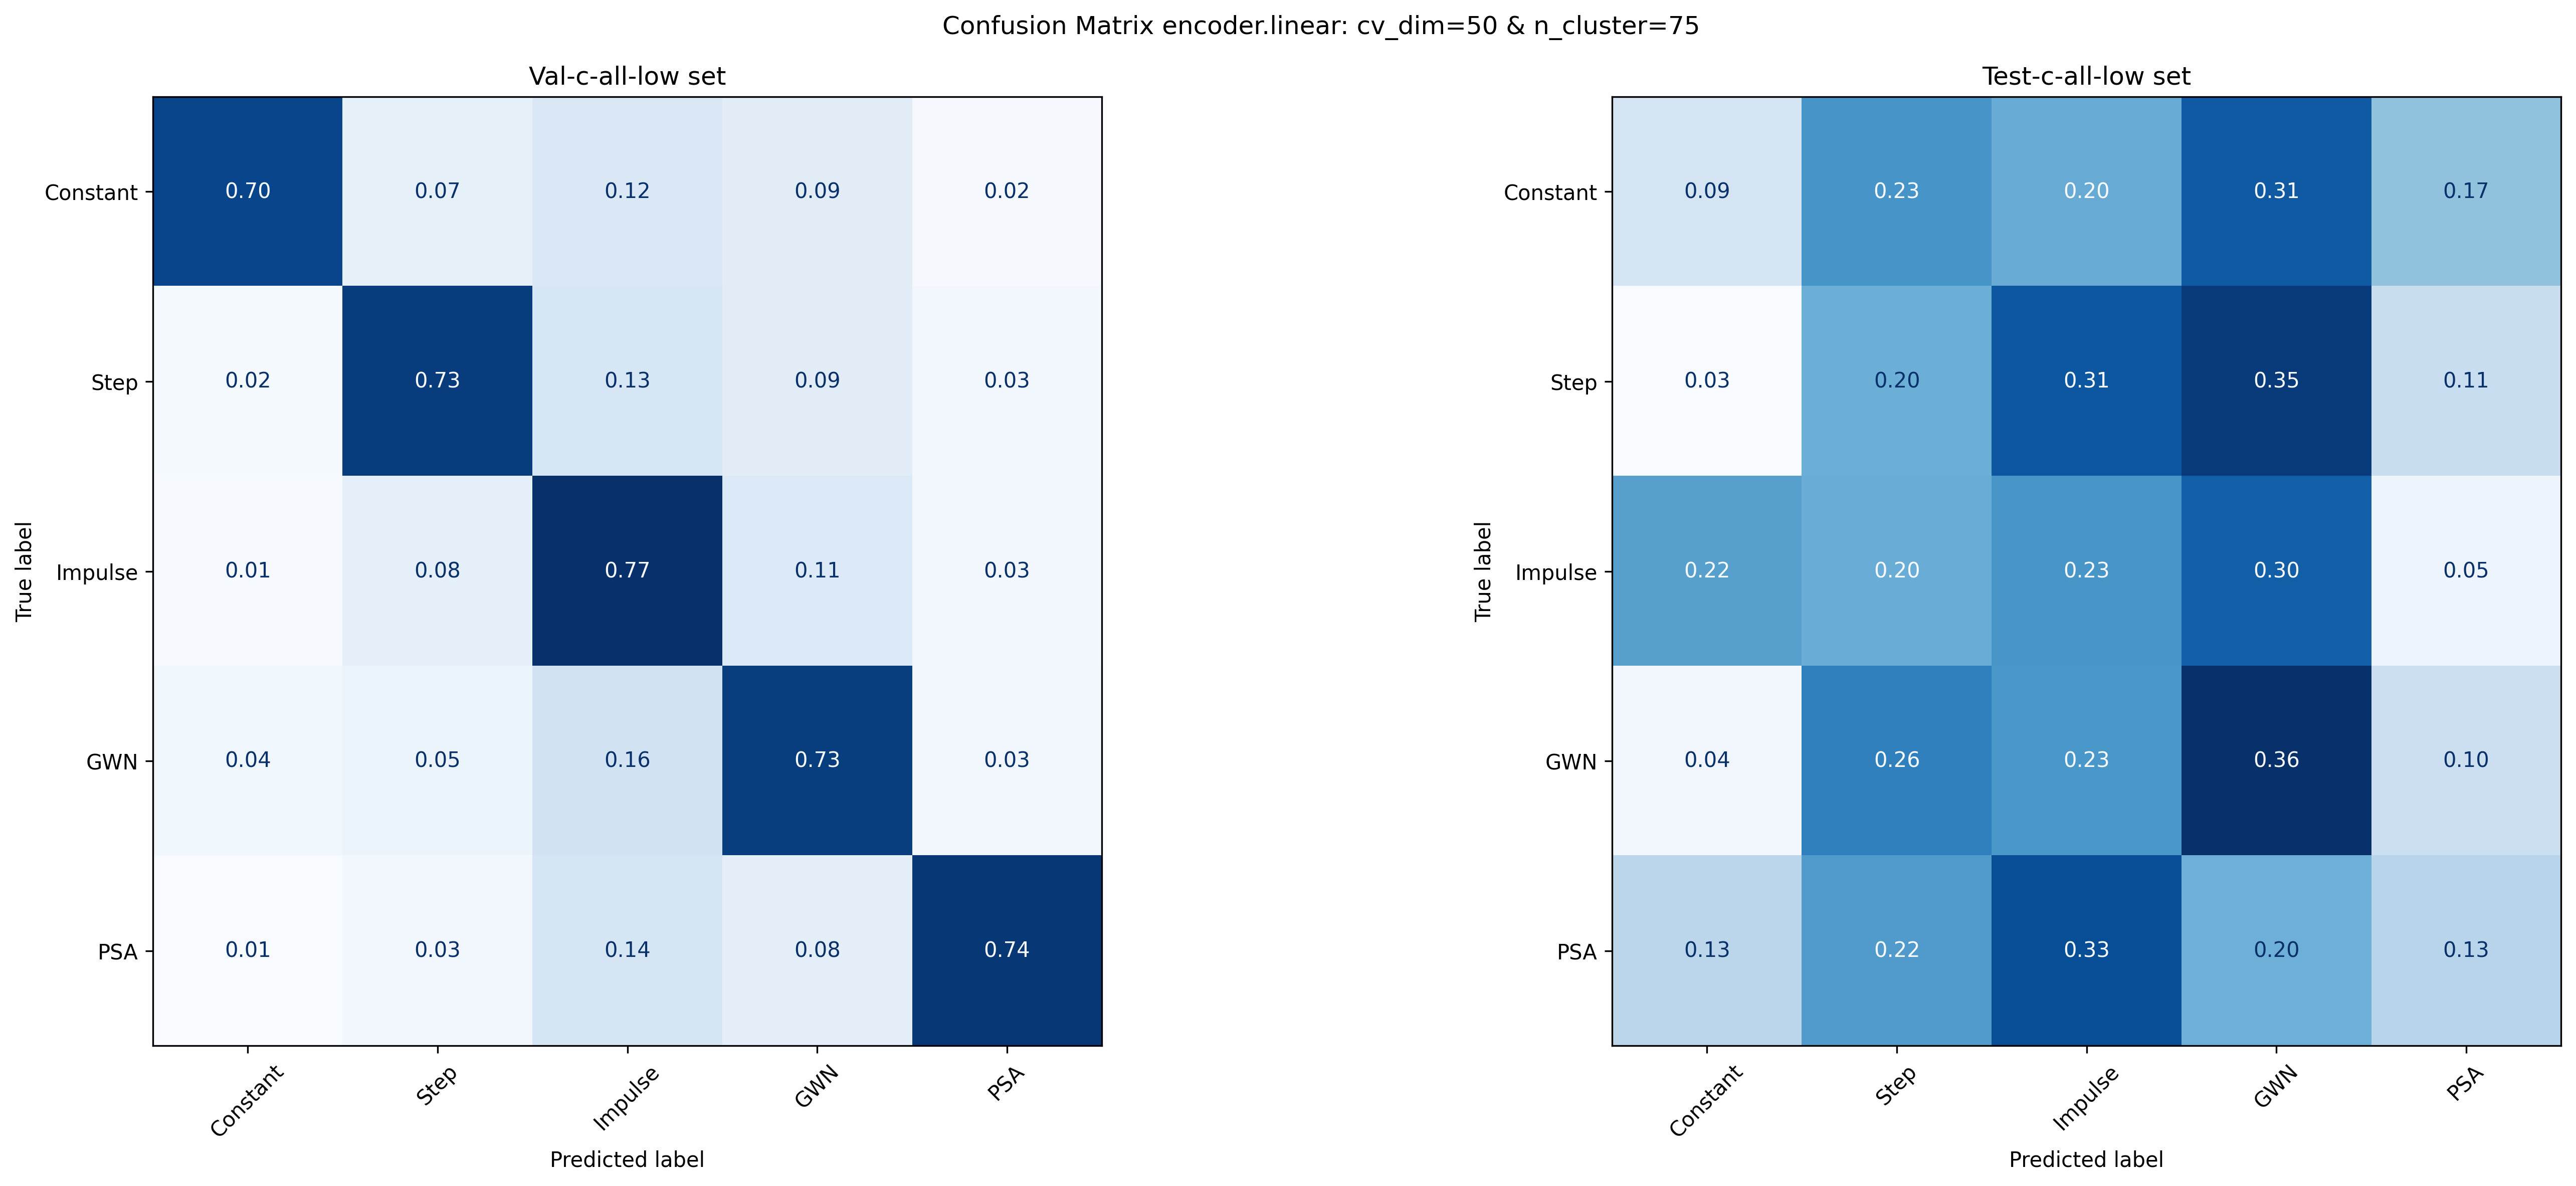 Confusion Matrix encoder.linear: cv_dim=50 & n_cluster=75
Val-c-all-low set
True label
Constant 0.70 0.07 0.12 0.09 0.02
Step 0.02 0.73 0.13 0.09 0.03
Impulse 0.01 0.08 0.77 0.11 0.03
GWN 0.04 0.05 0.16 0.73 0.03
PSA 0.01 0.03 0.14 0.08 0.74
Constant Step Impulse GWN PSA
Predicted label
Test-c-all-low set
True label
Constant 0.09 0.23 0.20 0.31 0.17
Step 0.03 0.20 0.31 0.35 0.11
Impulse 0.22 0.20 0.23 0.30 0.05
GWN 0.04 0.26 0.23 0.36 0.10
PSA 0.13 0.22 0.33 0.20 0.13
Constant Step Impulse GWN PSA
Predicted label